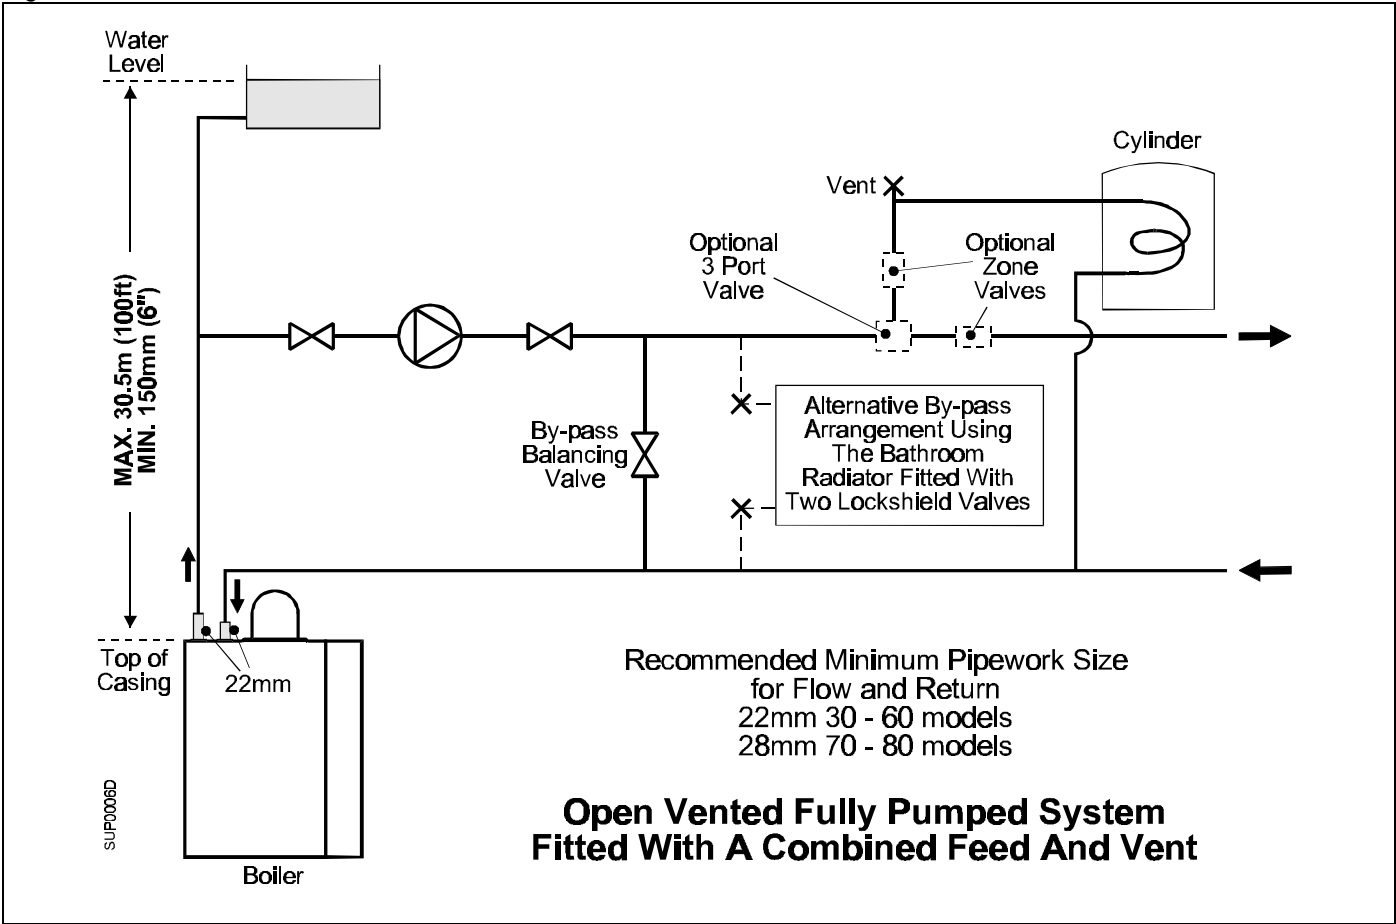 Water
Level
Cylinder
Vent
Optional
3 Port
Valve
Optional
Zone
Valves
MAX. 30.5m (100ft)
MIN. 150mm (6")
By-pass
Balancing
Valve
Alternative By-pass
Arrangement Using
The Bathroom
Radiator Fitted With
Two Lockshield Valves
Top of
Casing
22mm
Recommended Minimum Pipework Size
for Flow and Return
22mm 30 - 60 models
28mm 70 - 80 models
SUP0006D
Open Vented Fully Pumped System
Fitted With A Combined Feed And Vent
Boiler